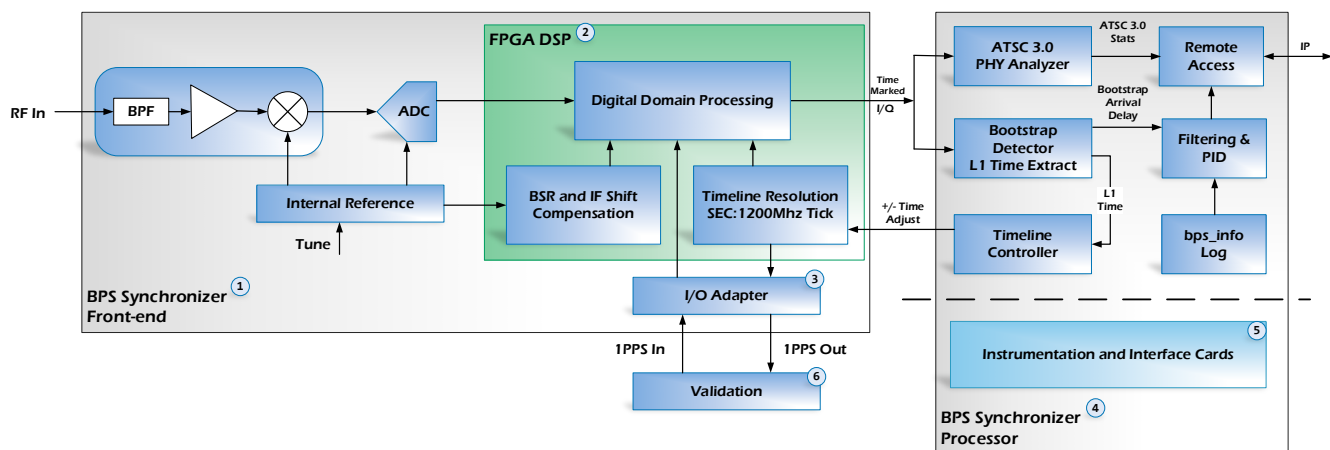 FPGA DSP
2
RF In
BPF
ADC
Digital Domain Processing
Internal Reference
Tune
BSR and IF Shift
Compensation
Timeline Resolution
SEC:1200Mhz Tick
BPS Synchronizer
Front-end
1
I/O Adapter
3
1PPS In
1PPS Out
Validation
6
Time
Marked
I/Q
ATSC 3.0
PHY Analyzer
ATSC 3.0
Stats
Remote
Access
IP
Bootstrap
Detector
L1 Time Extract
Bootstrap
Arrival
Delay
Filtering &
PID
L1
Time
+/- Time
Adjust
Timeline
Controller
bps_info
Log
Instrumentation and Interface Cards
5
BPS Synchronizer
Processor
4